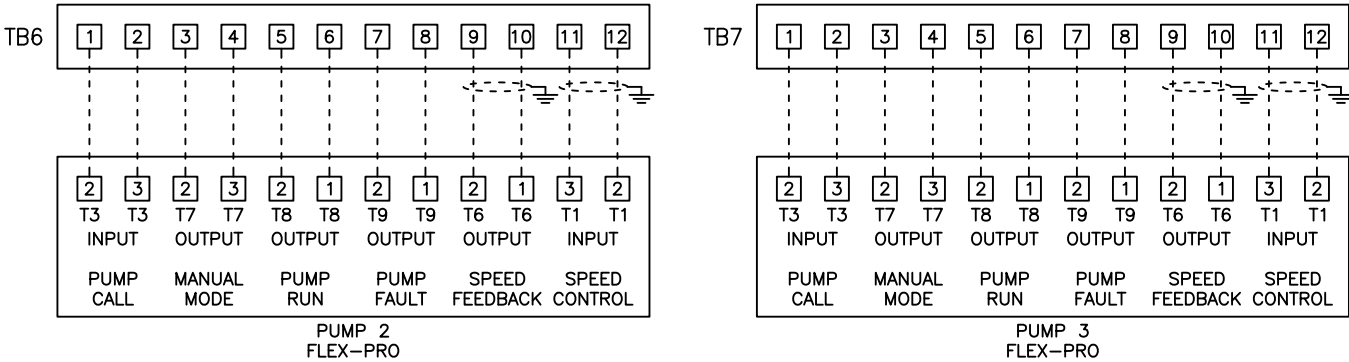 TB6 1 2 3 4 5 6 7 8 9 10 11 12
2 3 2 3 2 1 2 1 2 1 3 2
T3 T3 T7 T7 T8 T8 T9 T9 T6 T6 T1 T1
INPUT OUTPUT OUTPUT OUTPUT OUTPUT INPUT
PUMP MANUAL PUMP PUMP SPEED SPEED
CALL MODE RUN FAULT FEEDBACK CONTROL
PUMP 2
FLEX-PRO
TB7 1 2 3 4 5 6 7 8 9 10 11 12
2 3 2 3 2 1 2 1 2 1 3 2
T3 T3 T7 T7 T8 T8 T9 T9 T6 T6 T1 T1
INPUT OUTPUT OUTPUT OUTPUT OUTPUT INPUT
PUMP MANUAL PUMP PUMP SPEED SPEED
CALL MODE RUN FAULT FEEDBACK CONTROL
PUMP 3
FLEX-PRO